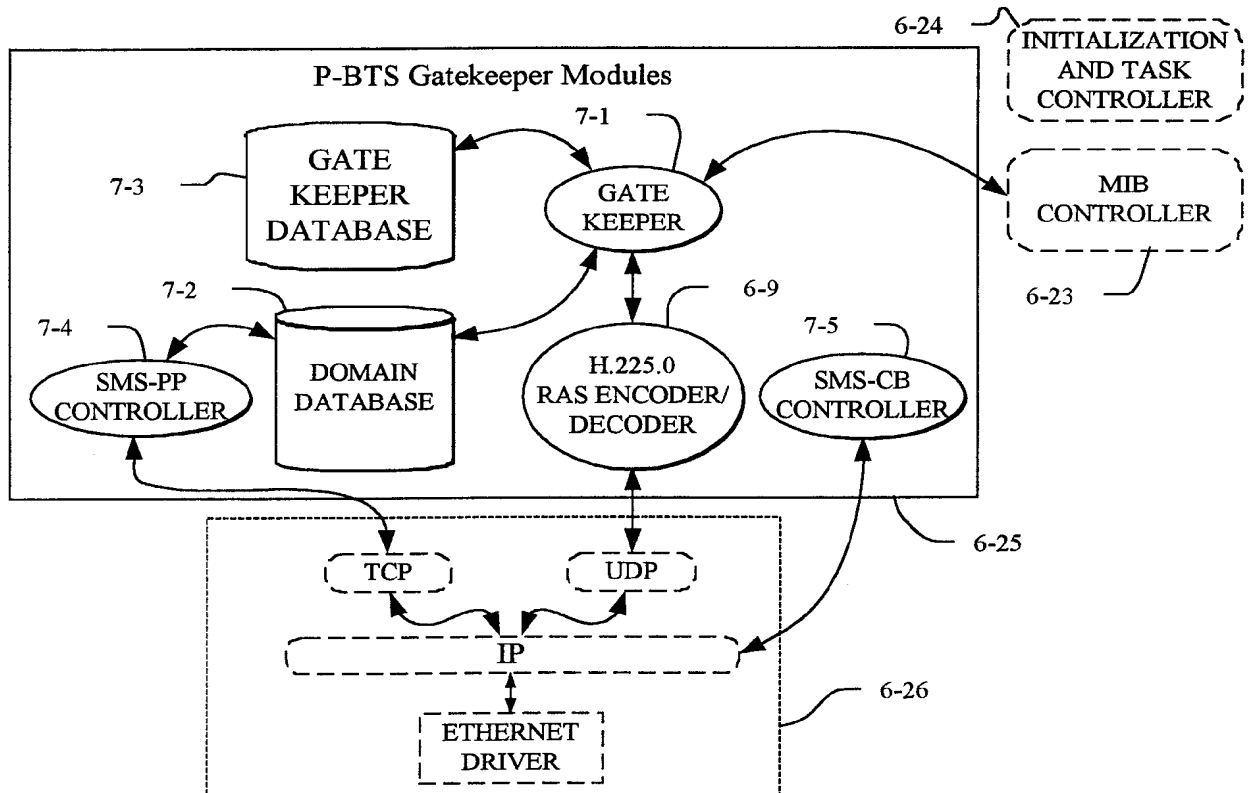 6-24
INITIALIZATION
AND TASK
CONTROLLER
P-BTS Gatekeeper Modules
7-1
7-3
GATE
KEEPER
DATABASE
GATE
KEEPER
MIB
CONTROLLER
6-23
7-2
6-9
7-4
7-5
SMS-PP
CONTROLLER
DOMAIN
DATABASE
H.225.0
RAS ENCODER/
DECODER
SMS-CB
CONTROLLER
6-25
TCP
UDP
IP
6-26
ETHERNET
DRIVER